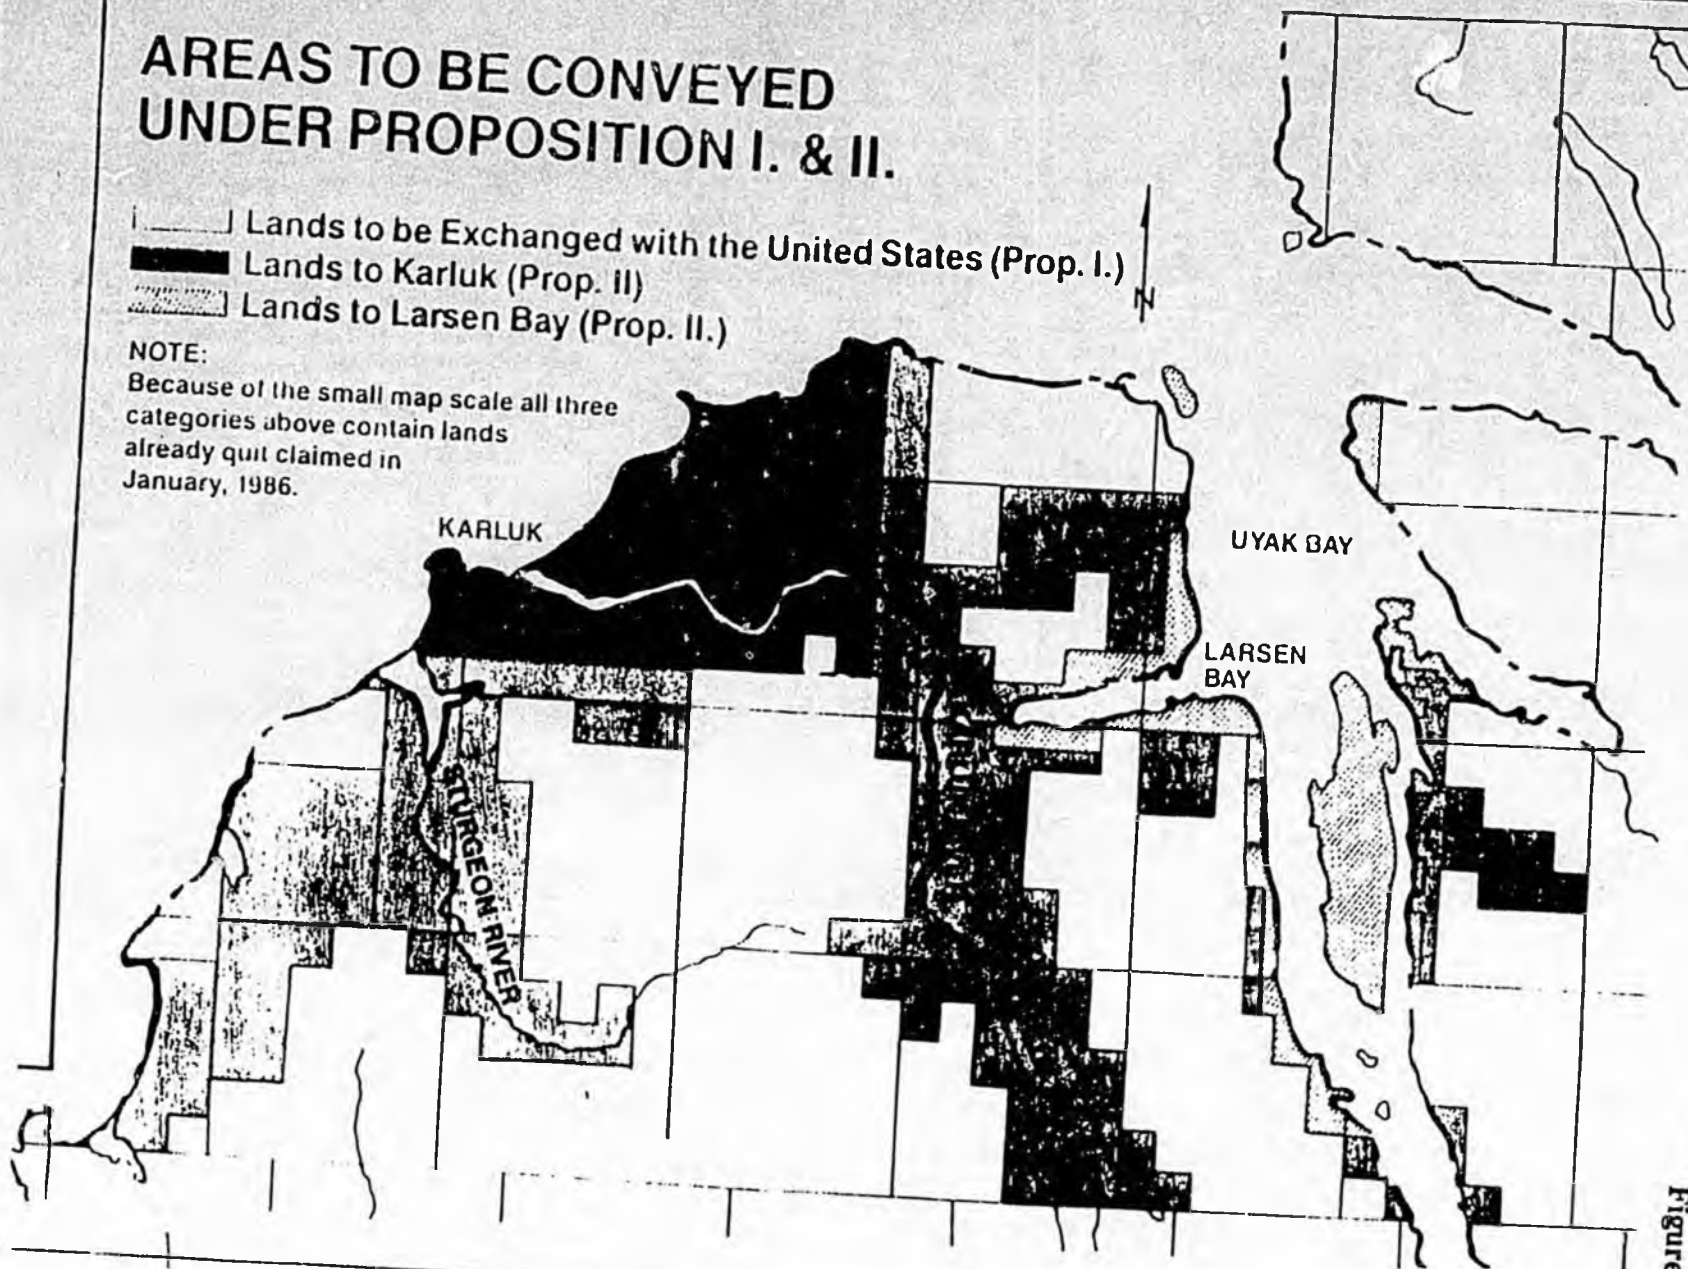 AREAS TO BE CONVEYED
UNDER PROPOSITION I. & II.
Lands to be Exchanged with the United States (Prop. I.)
Lands to Karluk (Prop. II)
Lands to Larsen Bay (Prop. II.)
N
NOTE:
Because of the small map scale all three
categories above contain lands
already quit claimed in
January, 1986.
KARLUK
UYAK BAY
LARSEN
BAY
STURGEON RIVER
Figure